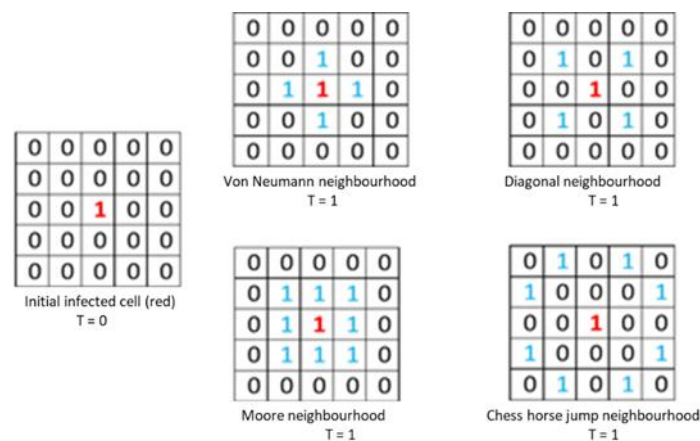 0 0 0 0 0
0 0 0 0 0
0 0 1 0 0
0 0 0 0 0
0 0 0 0 0
Initial infected cell (red)
T = 0
0 0 0 0 0
0 0 1 0 0
0 1 1 1 0
0 0 1 0 0
0 0 0 0 0
Von Neumann neighbourhood
T = 1
0 0 0 0 0
0 1 0 1 0
0 0 1 0 0
0 1 0 1 0
0 0 0 0 0
Diagonal neighbourhood
T = 1
0 0 0 0 0
0 1 1 1 0
0 1 1 1 0
0 1 1 1 0
0 0 0 0 0
Moore neighbourhood
T = 1
0 1 0 1 0
1 0 0 0 1
0 0 1 0 0
1 0 0 0 1
0 1 0 1 0
Chess horse jump neighbourhood
T = 1